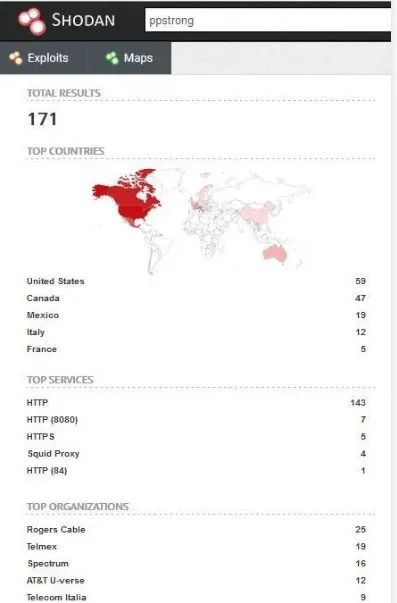 SHODAN ppstrong
Exploits Maps
TOTAL RESULTS
171
TOP COUNTRIES
United States 59
Canada 47
Mexico 19
Italy 12
France 5
TOP SERVICES
HTTP 143
HTTP (8080) 7
HTTPS 5
Squid Proxy 4
HTTP (84) 1
TOP ORGANIZATIONS
Rogers Cable 25
Telmex 19
Spectrum 16
AT&T U-verse 12
Telecom Italia 9